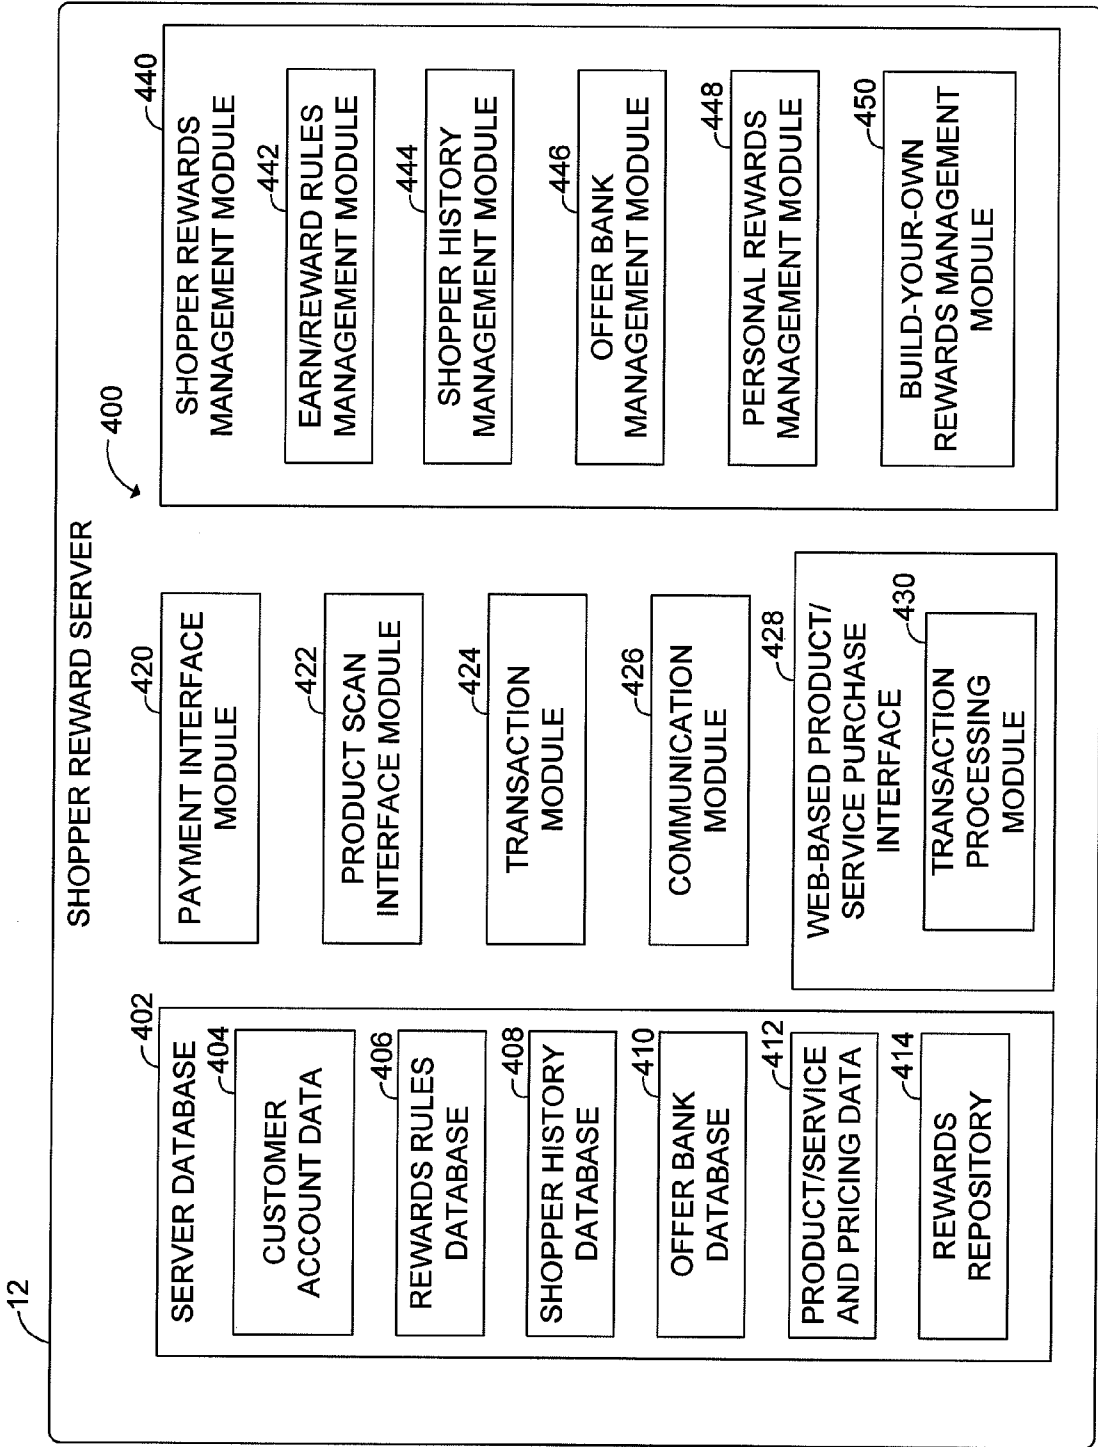 12
SHOPPER REWARD SERVER
400
402
SERVER DATABASE
404
CUSTOMER
ACCOUNT DATA
406
REWARDS RULES
DATABASE
408
SHOPPER HISTORY
DATABASE
410
OFFER BANK
DATABASE
412
PRODUCT/SERVICE
AND PRICING DATA
414
REWARDS
REPOSITORY
420
PAYMENT INTERFACE
MODULE
422
PRODUCT SCAN
INTERFACE MODULE
424
TRANSACTION
MODULE
426
COMMUNICATION
MODULE
428
WEB-BASED PRODUCT/
SERVICE PURCHASE
INTERFACE
430
TRANSACTION
PROCESSING
MODULE
440
SHOPPER REWARDS
MANAGEMENT MODULE
442
EARN/REWARD RULES
MANAGEMENT MODULE
444
SHOPPER HISTORY
MANAGEMENT MODULE
446
OFFER BANK
MANAGEMENT MODULE
448
PERSONAL REWARDS
MANAGEMENT MODULE
450
BUILD-YOUR-OWN
REWARDS MANAGEMENT
MODULE